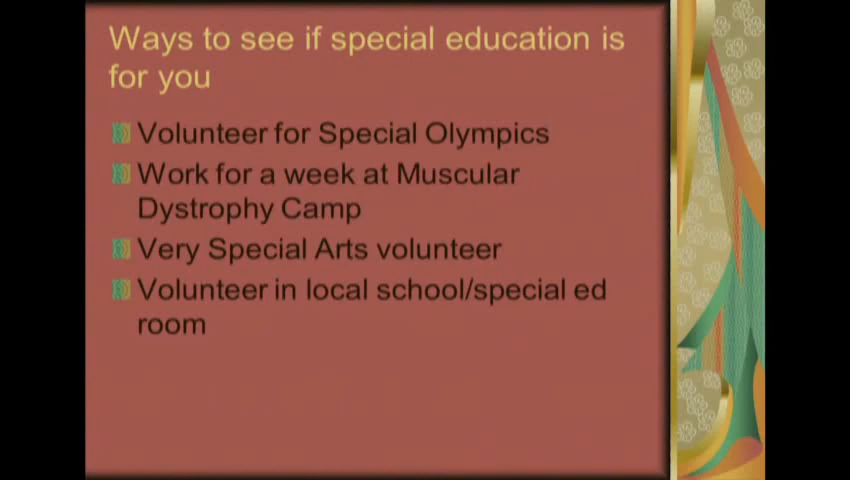 Ways to see if special education is
for you
Volunteer for Special Olympics
Work for a week at Muscular
Dystrophy Camp
Very Special Arts volunteer
Volunteer in local school/special ed
room